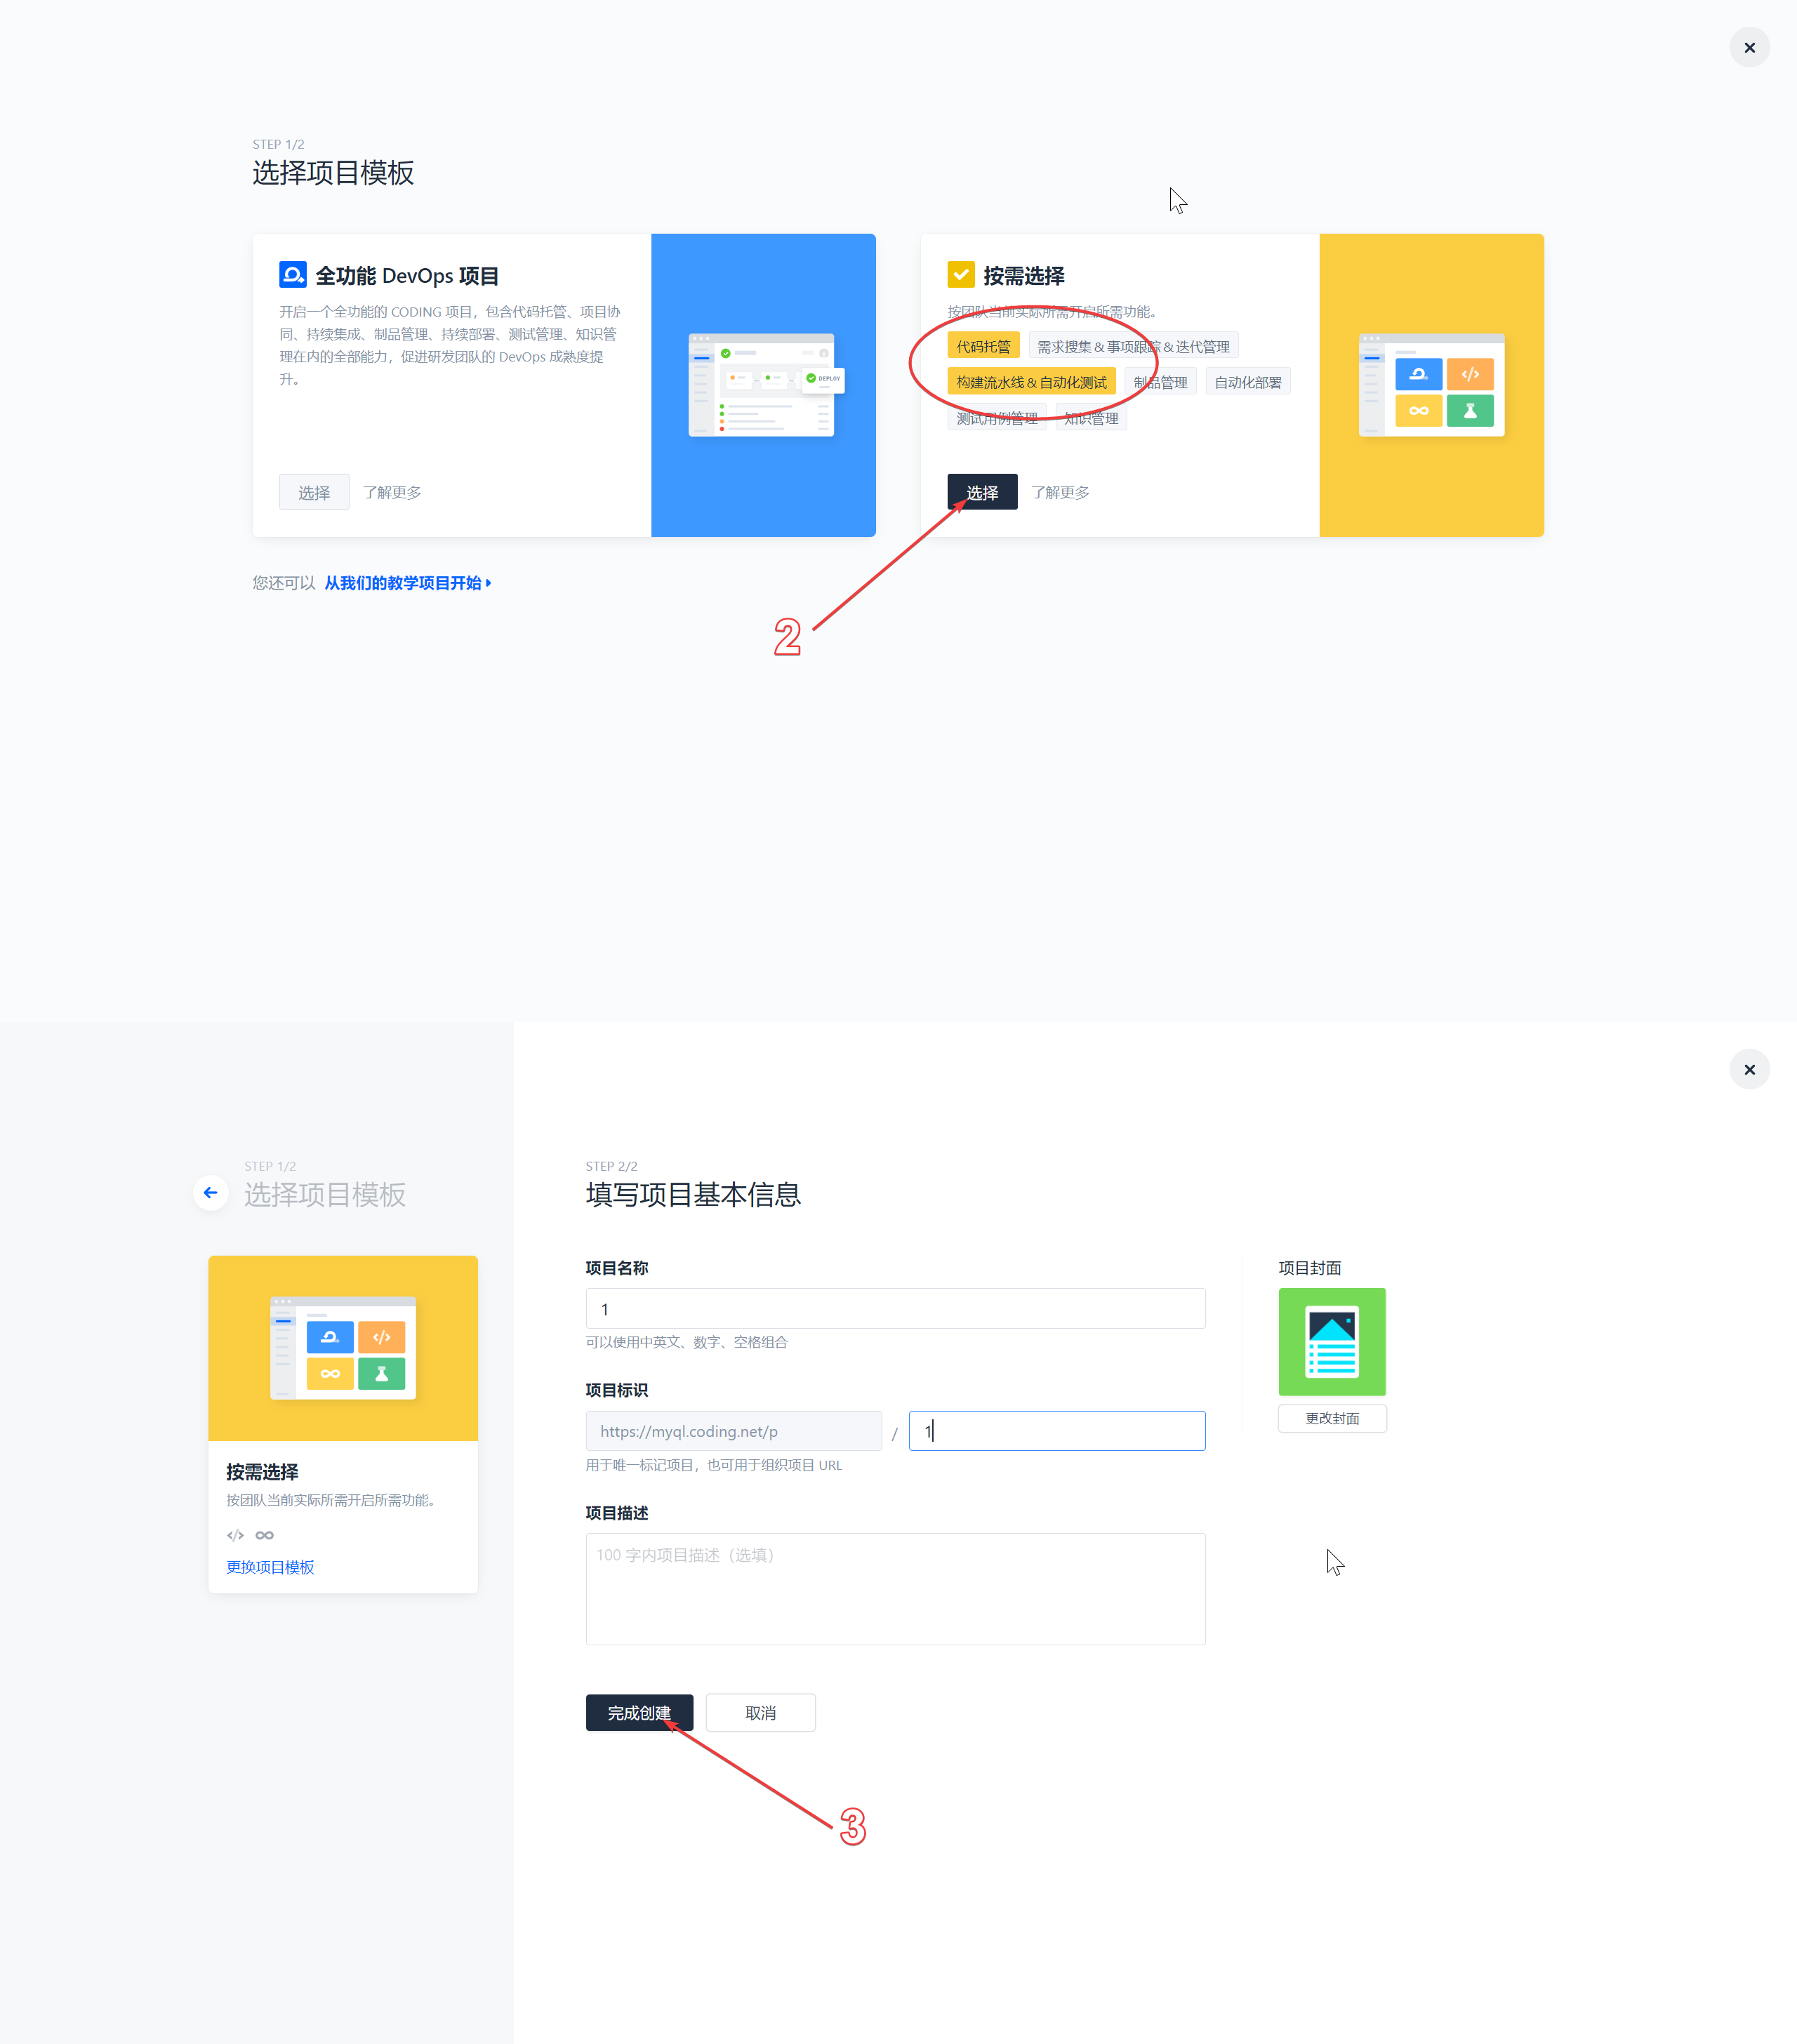 STEP 1/2
选择项目模板
全功能 DevOps 项目
开启一个全功能的 CODING 项目，包含代码托管、项目协
同、持续集成、制品管理、持续部署、测试管理、知识管
理在内的全部能力，促进研发团队的 DevOps 成熟度提
升。
DEPLOY
选择 了解更多
按需选择
按团队当前实际所需开启所需功能。
代码托管 需求搜集 & 事项跟踪 & 迭代管理
构建流水线 & 自动化测试 制品管理 自动化部署
测试用例管理 知识管理
选择 了解更多
您还可以 从我们的教学项目开始
2
STEP 1/2
选择项目模板
按需选择
按团队当前实际所需开启所需功能。
更换项目模板
STEP 2/2
填写项目基本信息
项目名称
1
可以使用中英文、数字、空格组合
项目标识
https://myql.coding.net/p / 1
用于唯一标记项目，也可用于组织项目 URL
项目描述
100 字内项目描述（选填）
完成创建 取消
3
项目封面
更改封面